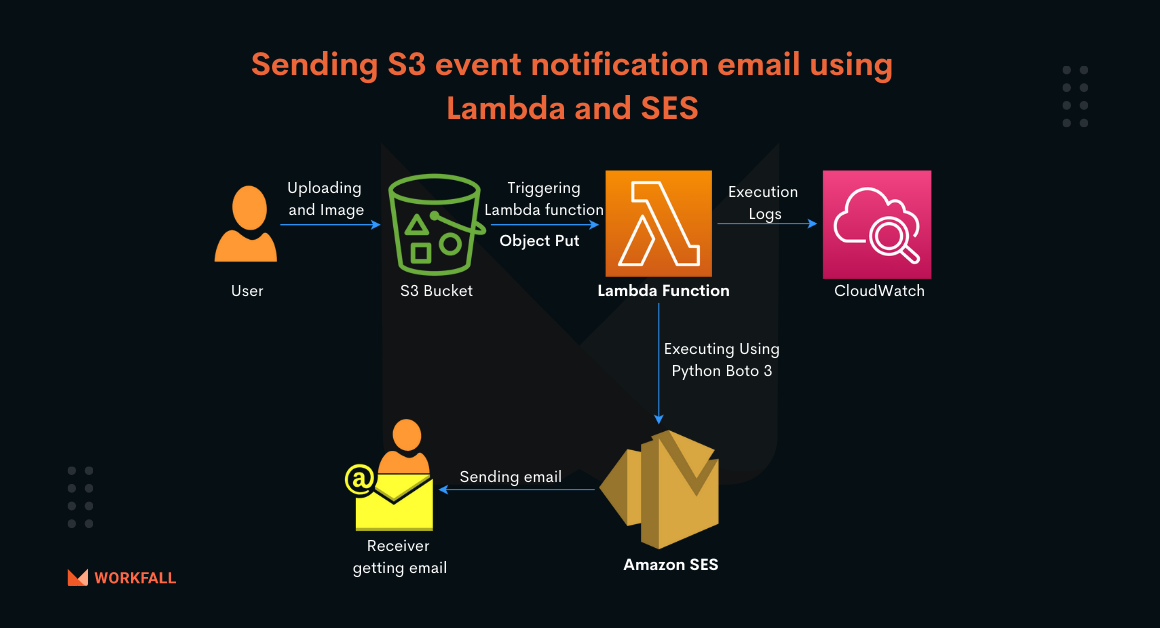 Sending S3 event notification email using
Lambda and SES
Uploading
and Image
Triggering
Lambda function
Object Put
Execution
Logs
User
S3 Bucket
Lambda Function
CloudWatch
Executing Using
Python Boto 3
@
Sending email
Receiver
getting email
Amazon SES
WORKFALL